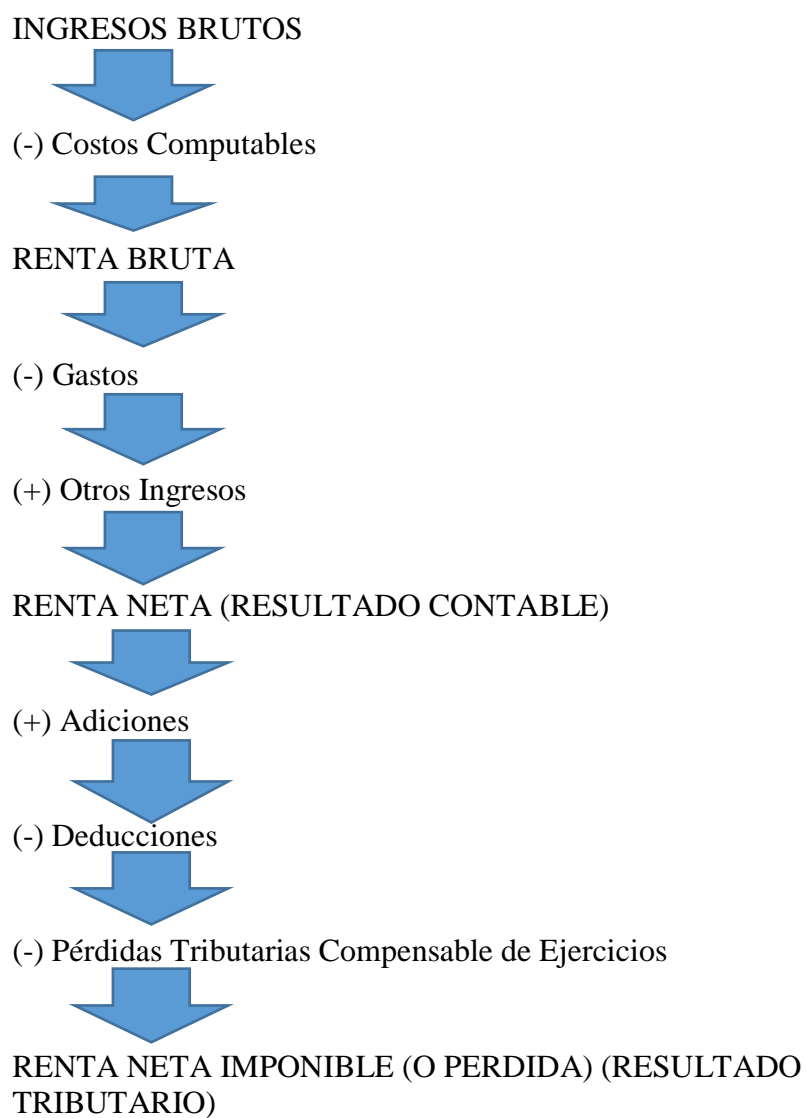 INGRESOS BRUTOS
(-) Costos Computables
RENTA BRUTA
(-) Gastos
(+) Otros Ingresos
RENTA NETA (RESULTADO CONTABLE)
(+) Adiciones
(-) Deducciones
(-) Pérdidas Tributarias Compensable de Ejercicios
RENTA NETA IMPONIBLE (O PERDIDA) (RESULTADO
TRIBUTARIO)